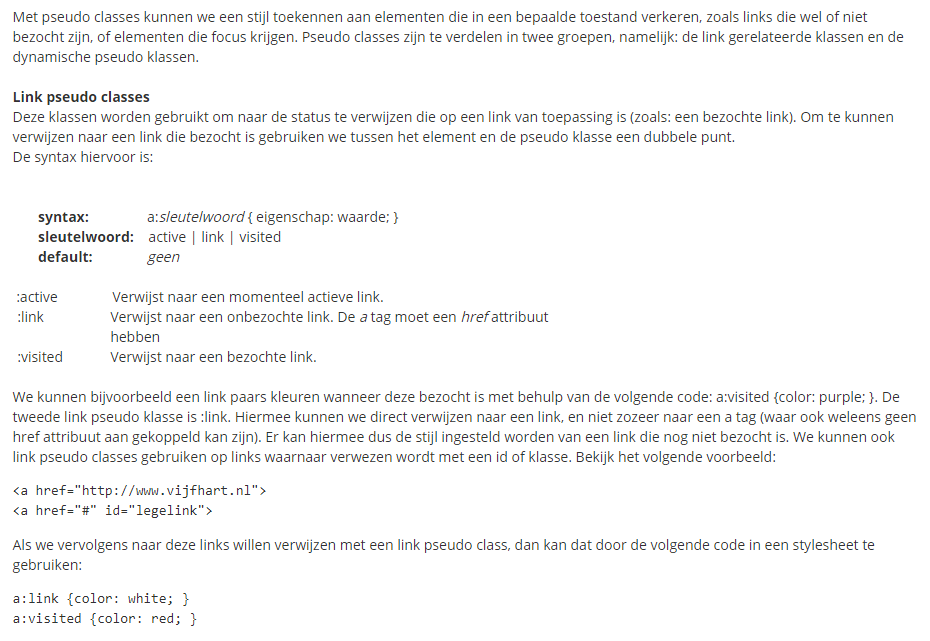 Met pseudo classes kunnen we een stijl toekennen aan elementen die in een bepaalde toestand verkeren, zoals links die wel of niet
bezocht zijn, of elementen die focus krijgen. Pseudo classes zijn te verdelen in twee groepen, namelijk: de link gerelateerde klassen en de
dynamische pseudo klassen.
Link pseudo classes
Deze klassen worden gebruikt om naar de status te verwijzen die op een link van toepassing is (zoals: een bezochte link). Om te kunnen
verwijzen naar een link die bezocht is gebruiken we tussen het element en de pseudo klasse een dubbele punt.
De syntax hiervoor is:
syntax: a:sleutelwoord { eigenschap: waarde; }
sleutelwoord: active | link | visited
default: geen
:active Verwijst naar een momenteel actieve link.
:link Verwijst naar een onbezochte link. De a tag moet een href attribuut
hebben
:visited Verwijst naar een bezochte link.
We kunnen bijvoorbeeld een link paars kleuren wanneer deze bezocht is met behulp van de volgende code: a:visited {color: purple; }. De
tweede link pseudo klasse is :link. Hiermee kunnen we direct verwijzen naar een link, en niet zozeer naar een a tag (waar ook weleens geen
href attribuut aan gekoppeld kan zijn). Er kan hiermee dus de stijl ingesteld worden van een link die nog niet bezocht is. We kunnen ook
link pseudo classes gebruiken op links waarnaar verwezen wordt met een id of klasse. Bekijk het volgende voorbeeld:
<a href="http://www.vijfhart.nl">
<a href="#" id="legelink">
Als we vervolgens naar deze links willen verwijzen met een link pseudo class, dan kan dat door de volgende code in een stylesheet te
gebruiken:
a:link {color: white; }
a:visited {color: red; }